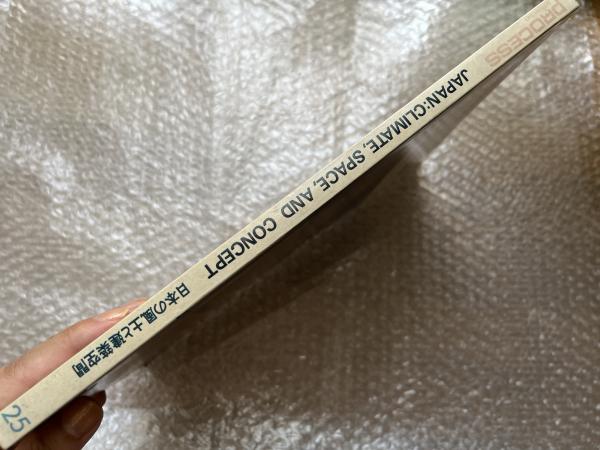 PROCESS
JAPAN: CLIMATE, SPACE, AND CONCEPT
日本の風土と建築空間
25